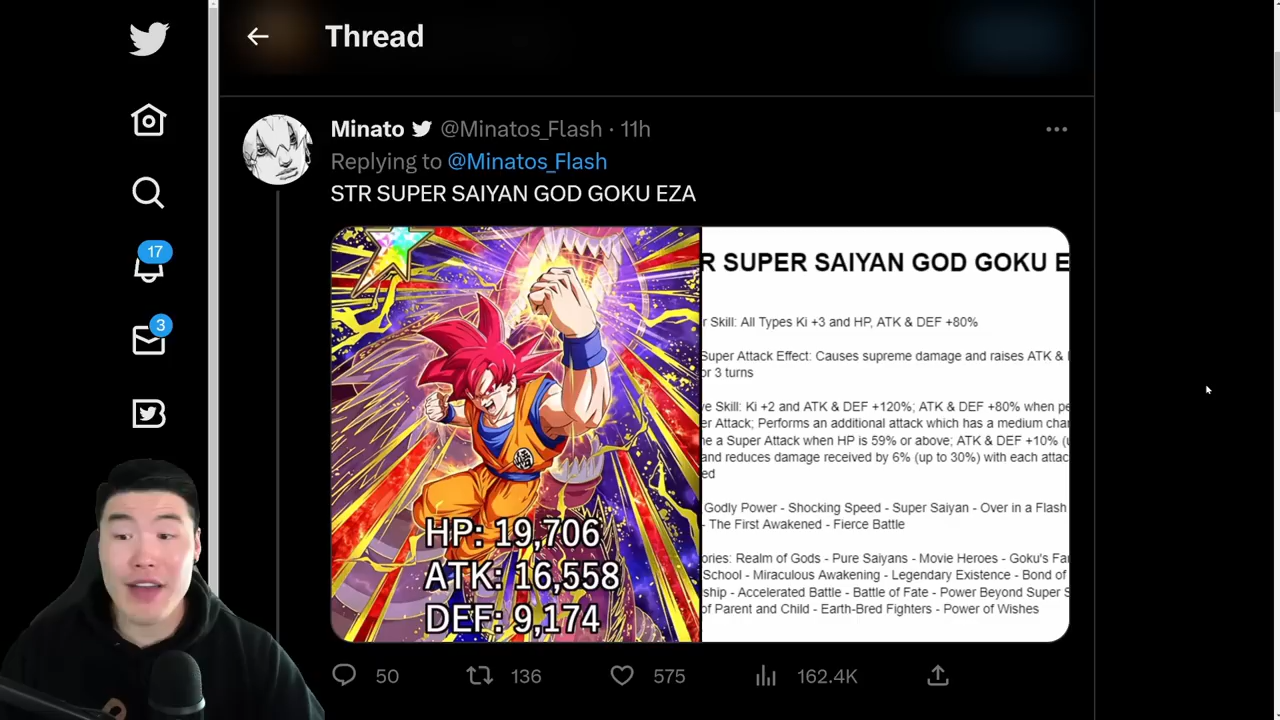 Thread
Minato @Minatos_Flash · 11h
Replying to @Minatos_Flash
STR SUPER SAIYAN GOD GOKU EZA
17
3
HP: 19,706
ATK: 16,558
DEF: 9,174
R SUPER SAIYAN GOD GOKU E
r Skill: All Types Ki +3 and HP, ATK & DEF +80%
Super Attack Effect: Causes supreme damage and raises ATK &
or 3 turns
ve Skill: Ki +2 and ATK & DEF +120%; ATK & DEF +80% when pe
er Attack; Performs an additional attack which has a medium chan
me a Super Attack when HP is 59% or above; ATK & DEF +10% (u
and reduces damage received by 6% (up to 30%) with each attac
ed
Godly Power - Shocking Speed - Super Saiyan - Over in a Flash
- The First Awakened - Fierce Battle
ories: Realm of Gods - Pure Saiyans - Movie Heroes - Goku's Fa
School - Miraculous Awakening - Legendary Existence - Bond of
ship - Accelerated Battle - Battle of Fate - Power Beyond Super S
of Parent and Child - Earth-Bred Fighters - Power of Wishes
50
136
575
162.4K